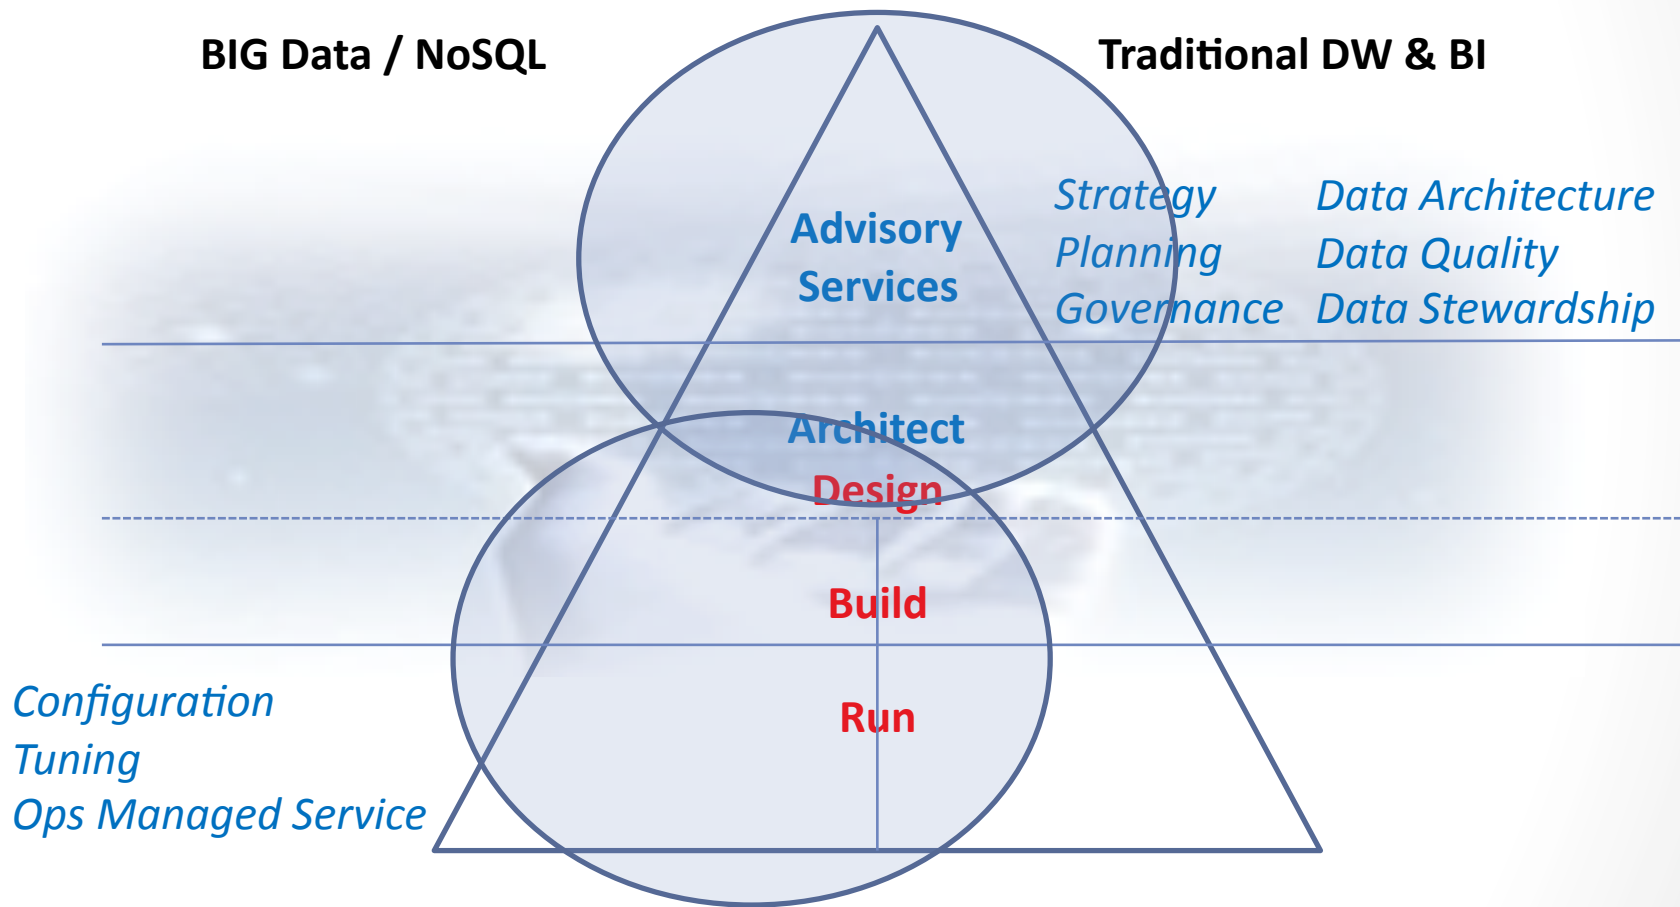 BIG Data / NoSQL
Traditional DW & BI
Advisory
Services
Strategy
Planning
Governance
Data Architecture
Data Quality
Data Stewardship
Architect
Design
Build
Run
Configuration
Tuning
Ops Managed Service